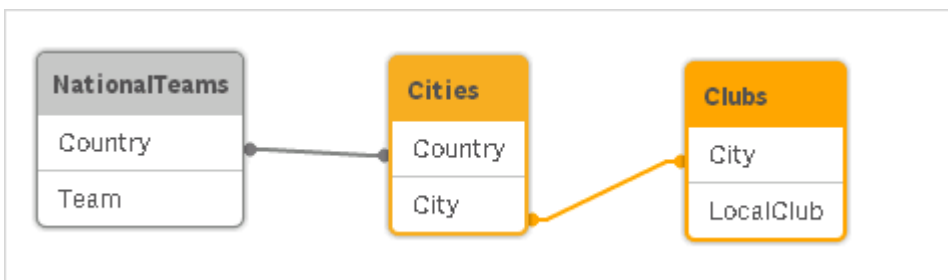 NationalTeams
Country
Team
Cities
Country
City
Clubs
City
LocalClub